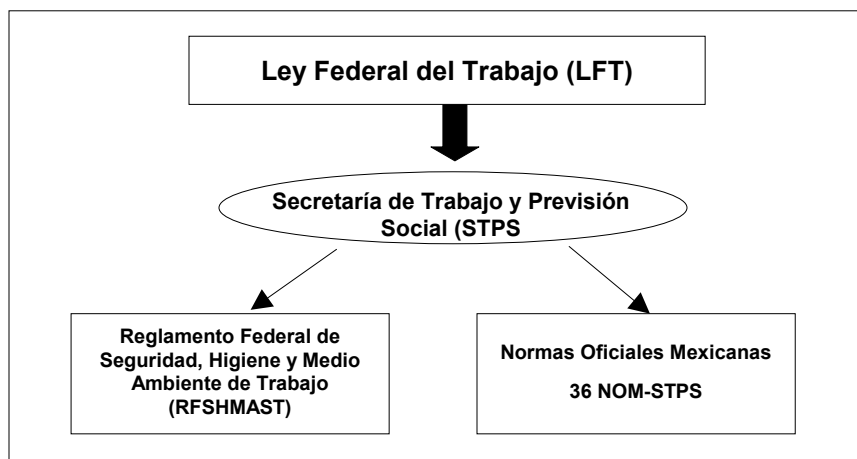 Ley Federal del Trabajo (LFT)
Secretaría de Trabajo y Previsión
Social (STPS
Reglamento Federal de
Seguridad, Higiene y Medio
Ambiente de Trabajo
(RFSHMAST)
Normas Oficiales Mexicanas
36 NOM-STPS